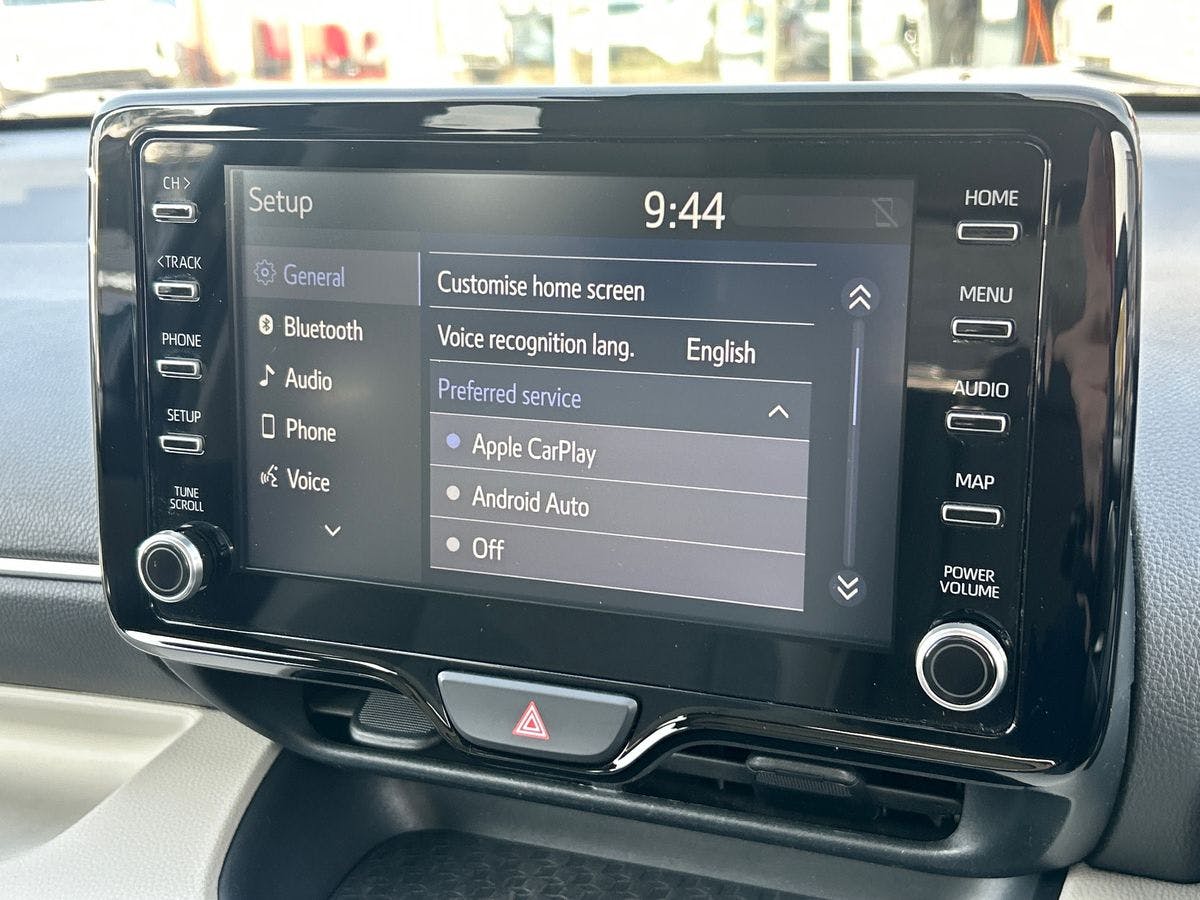 CH >
< TRACK
PHONE
SETUP
TUNE
SCROLL
Setup
9:44
General
Bluetooth
Audio
Phone
Voice
Customise home screen
Voice recognition lang. English
Preferred service
Apple CarPlay
Android Auto
Off
HOME
MENU
AUDIO
MAP
POWER
VOLUME